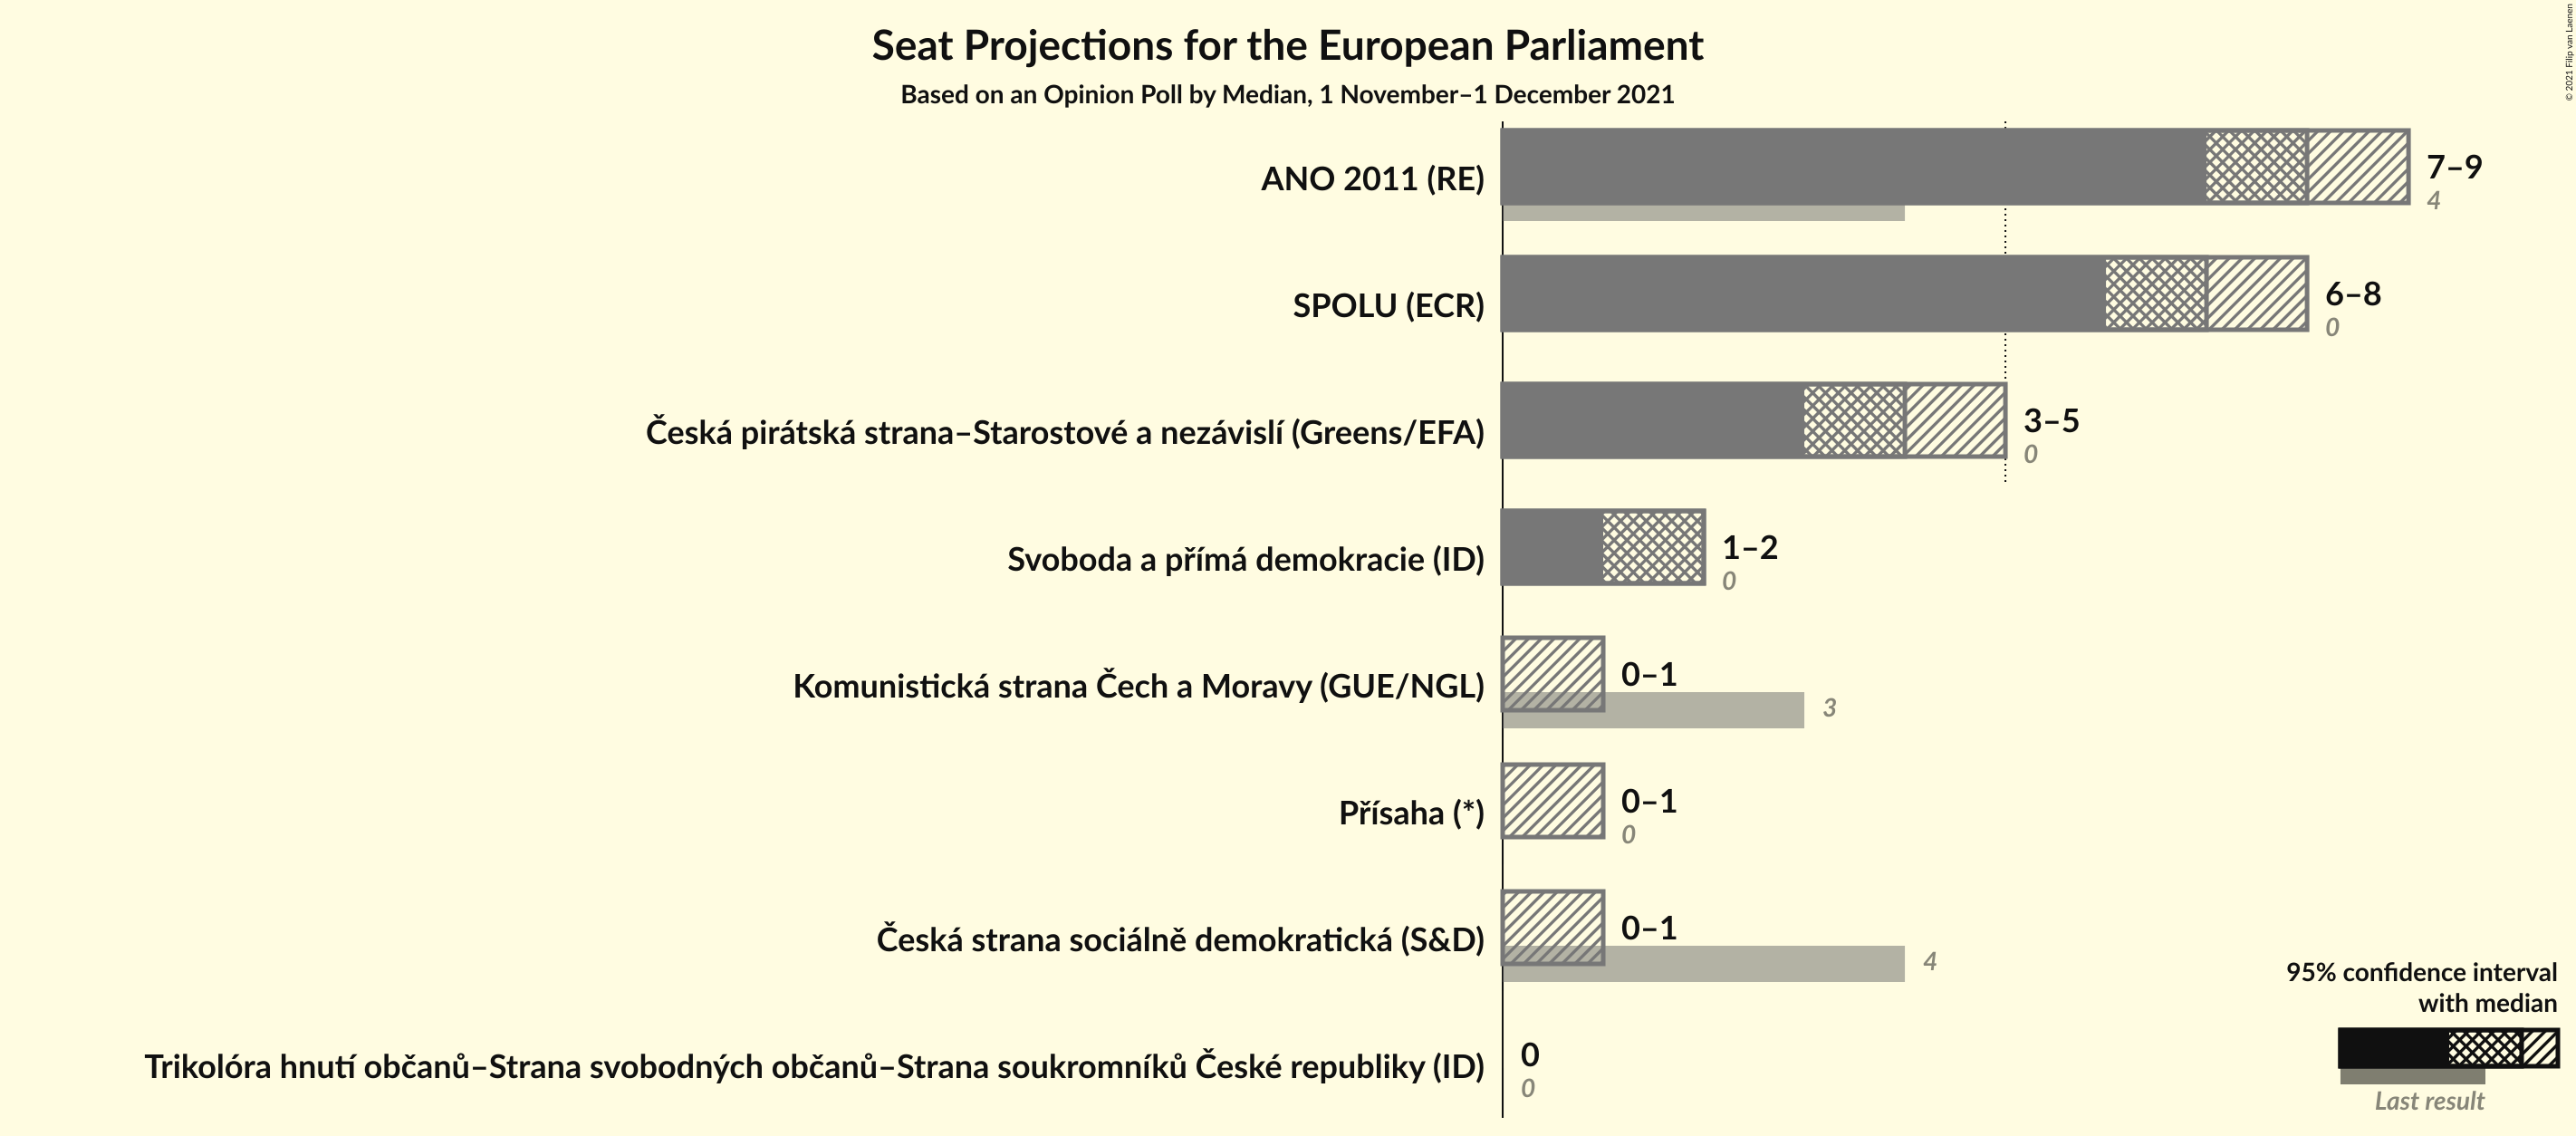 Seat Projections for the European Parliament
Based on an Opinion Poll by Median, 1 November–1 December 2021
© 2021 Filip van Laenen
ANO 2011 (RE)
7–9
4
SPOLU (ECR)
6–8
0
Česká pirátská strana–Starostové a nezávislí (Greens/EFA)
3–5
0
Svoboda a přímá demokracie (ID)
1–2
0
Komunistická strana Čech a Moravy (GUE/NGL)
0–1
3
Přísaha (*)
0–1
0
Česká strana sociálně demokratická (S&D)
0–1
4
Trikolóra hnutí občanů–Strana svobodných občanů–Strana soukromníků České republiky (ID)
0
0
95% confidence interval
with median
Last result